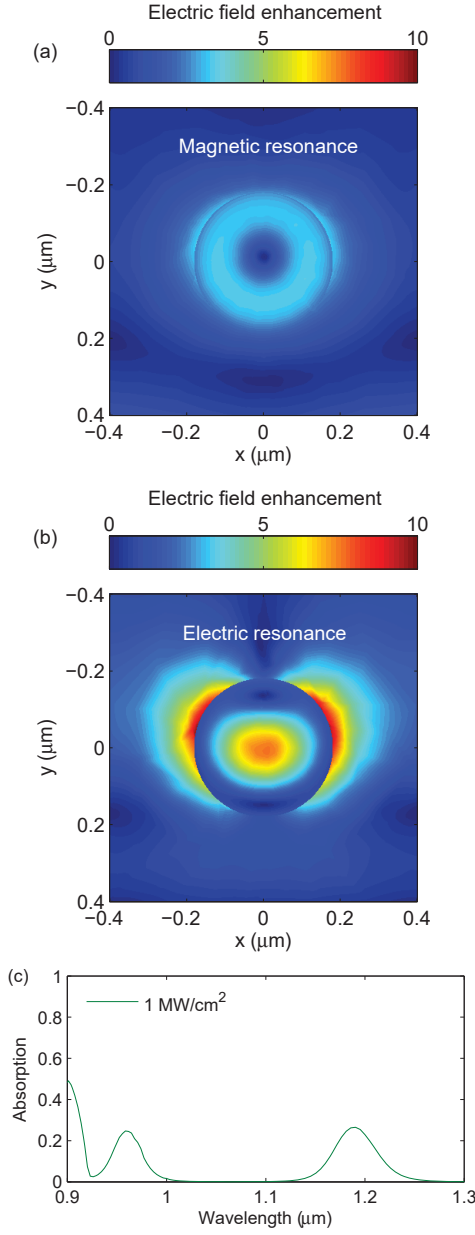 Electric field enhancement
0 5 10
(a)
−0.4
Magnetic resonance
−0.2
0
0.2
0.4
y (μm)
−0.4 −0.2 0 0.2 0.4
x (μm)
Electric field enhancement
0 5 10
(b)
−0.4
Electric resonance
−0.2
0
0.2
0.4
y (μm)
−0.4 −0.2 0 0.2 0.4
x (μm)
(c)
1
0.8
0.6
0.4
0.2
0
Absorption
1 MW/cm²
0.9 1 1.1 1.2 1.3
Wavelength (μm)